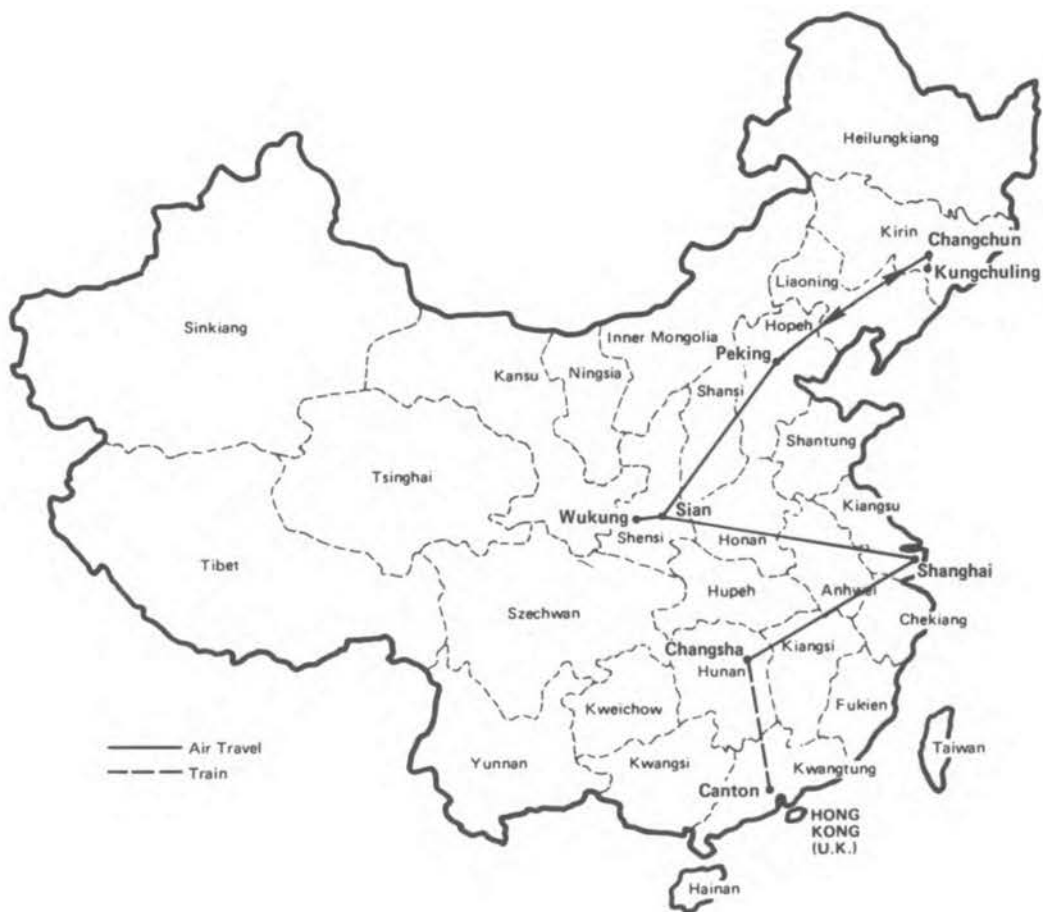 Heilungkiang
Kirin
Changchun
Kungchuling
Liaoning
Hopeh
Sinkiang
Inner Mongolia
Peking
Kansu
Ningsia
Shansi
Shantung
Tsinghai
Kiangsu
Wukung
Sian
Shensi
Honan
Tibet
Shanghai
Szechwan
Hupeh
Anhwei
Chekiang
Changsha
Kiangsi
Hunan
Kweichow
Fukien
Air Travel
Taiwan
Train
Yunnan
Kwangsi
Kwangtung
Canton
HONG
KONG
(U.K.)
Hainan